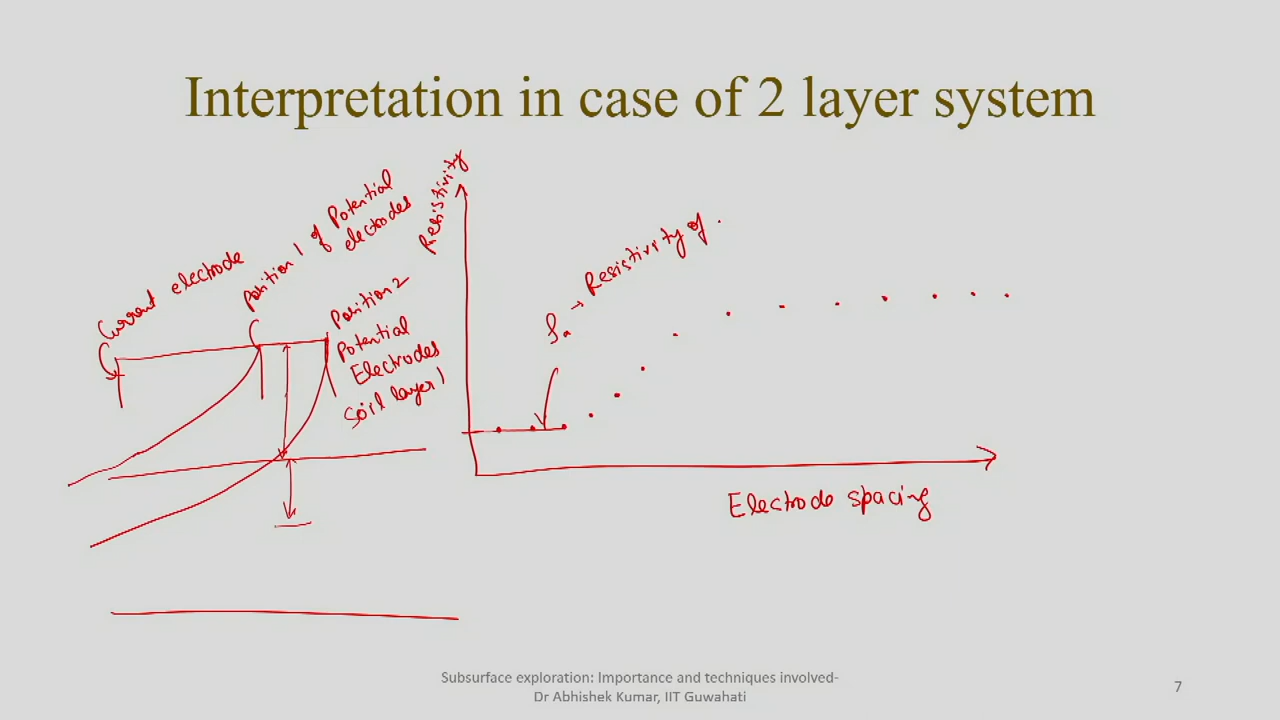 Interpretation in case of 2 layer system
Current electrode
Position 1 of Potential
electrodes
Position 2
Potential
Electrodes
Soil layer 1
Resistivity
ρa → Resistivity of
Electrode spacing
Subsurface exploration: Importance and techniques involved-
Dr Abhishek Kumar, IIT Guwahati
7